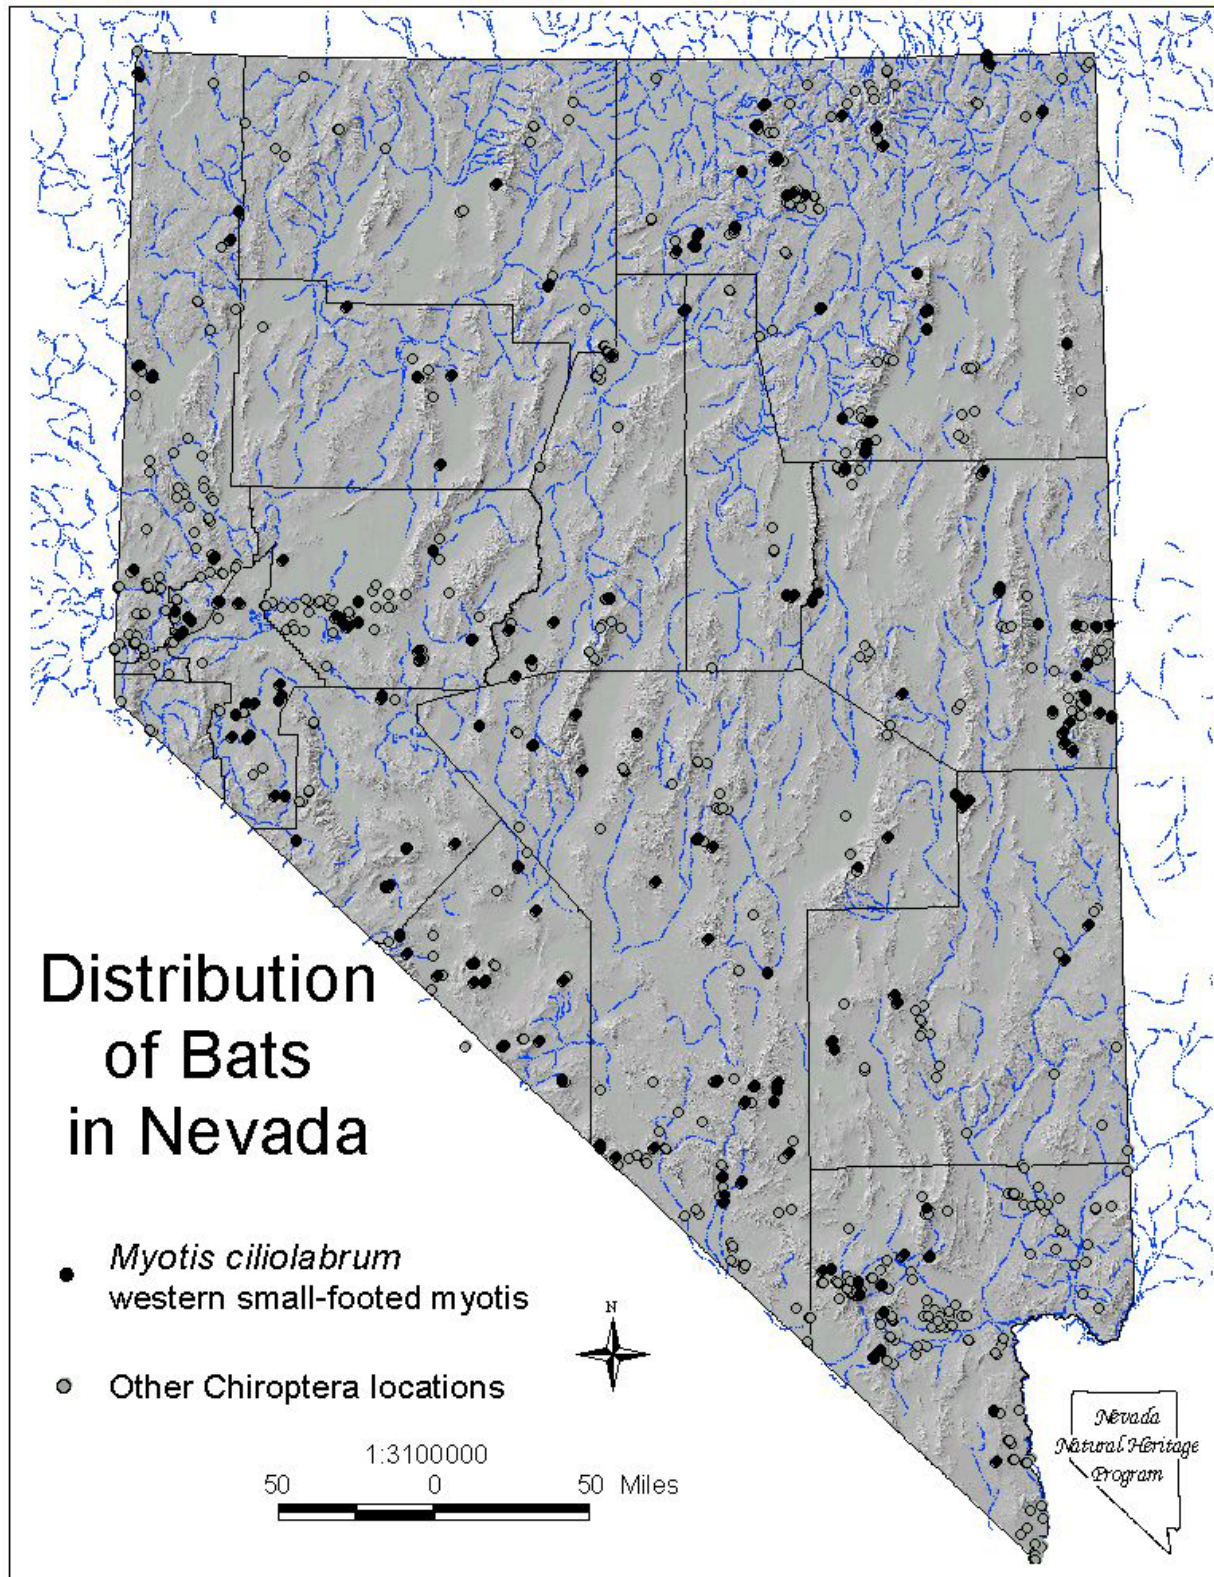 Distribution
of Bats
in Nevada
Myotis ciliolabrum
western small-footed myotis
N
Other Chiroptera locations
1:3100000
50 0 50 Miles
Nevada
Natural Heritage
Program